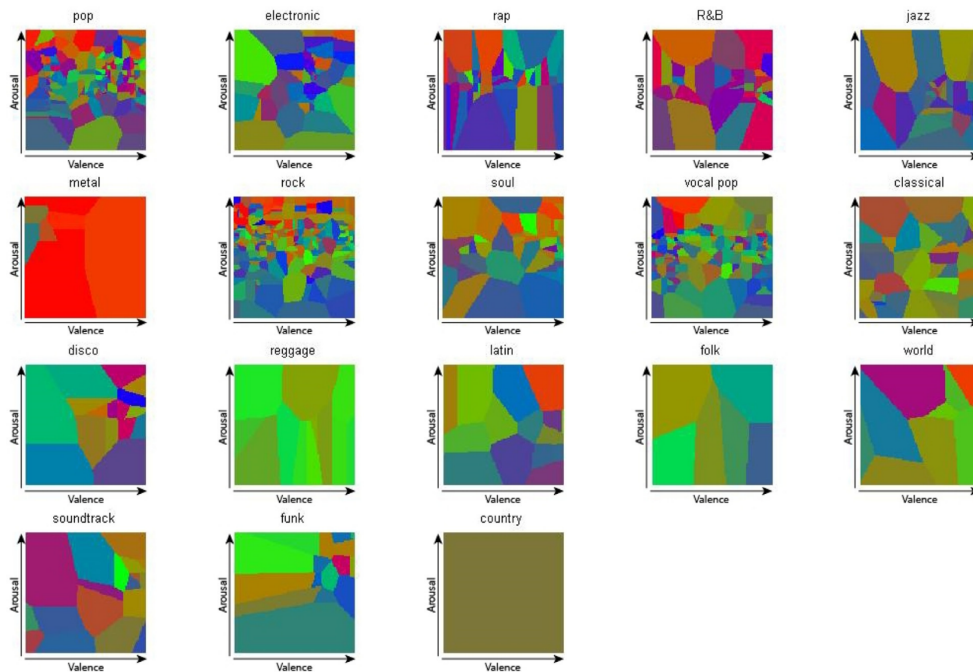 pop electronic rap R&B jazz
Arousal Arousal Arousal Arousal Arousal
Valence Valence Valence Valence Valence
metal rock soul vocal pop classical
Arousal Arousal Arousal Arousal Arousal
Valence Valence Valence Valence Valence
disco reggage latin folk world
Arousal Arousal Arousal Arousal Arousal
Valence Valence Valence Valence Valence
soundtrack funk country
Arousal Arousal Arousal
Valence Valence Valence